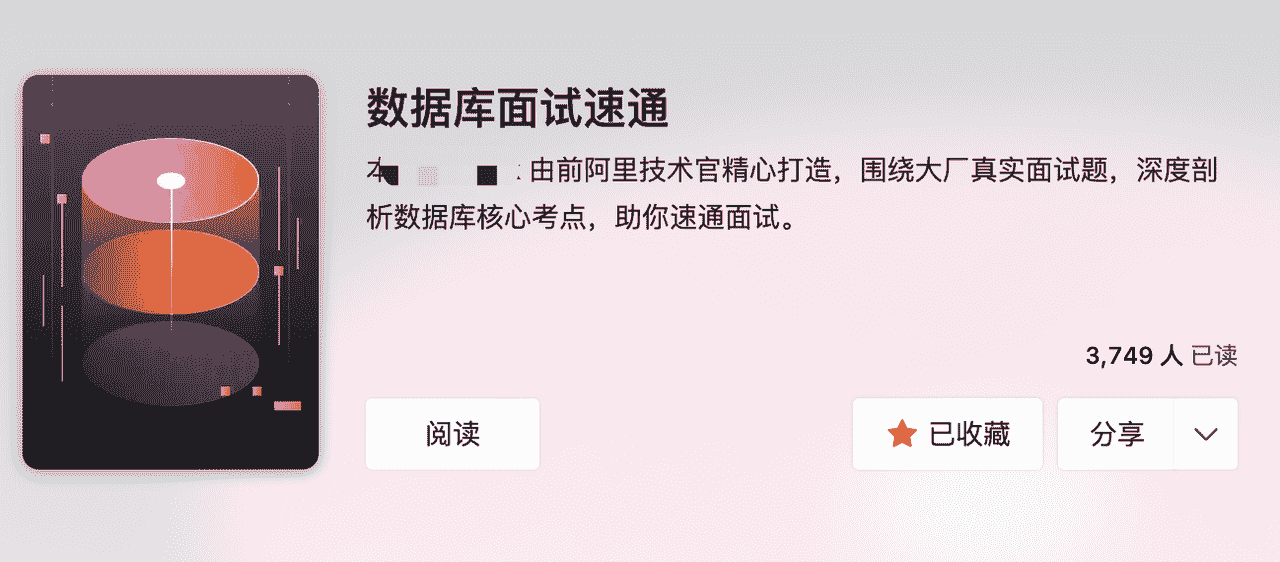 数据库面试速通
本 由前阿里技术官精心打造，围绕大厂真实面试题，深度剖
析数据库核心考点，助你速通面试。
3,749 人 已读
阅读
已收藏
分享